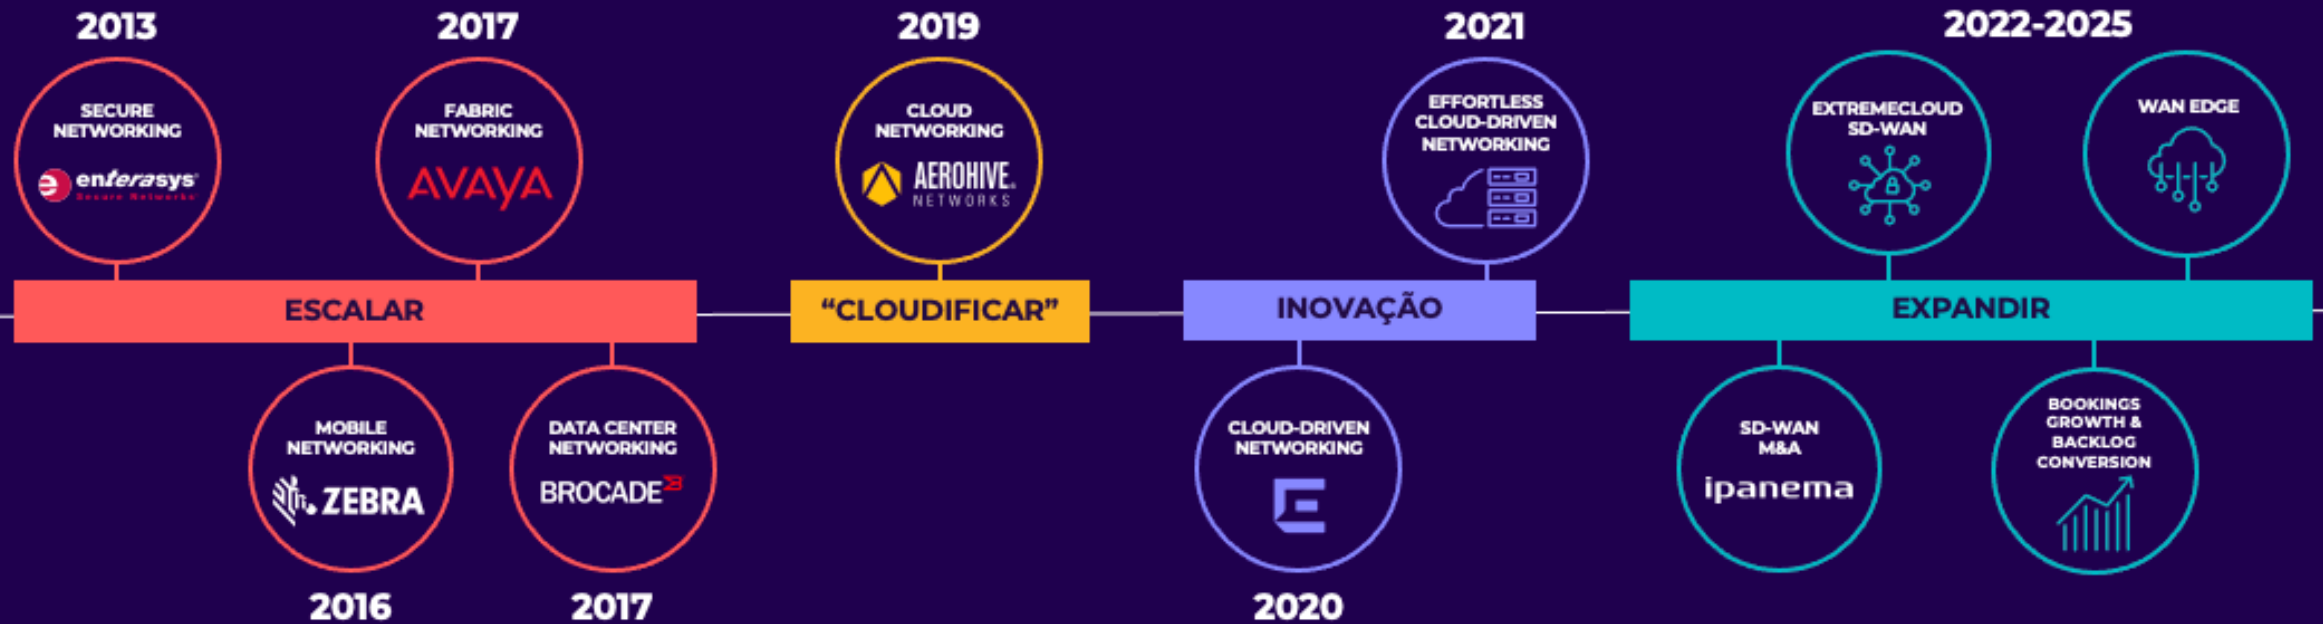 2013
SECURE
NETWORKING
enterasys
Secure Networks
2017
FABRIC
NETWORKING
AVAYA
2019
CLOUD
NETWORKING
AEROHIVE
NETWORKS
2021
EFFORTLESS
CLOUD-DRIVEN
NETWORKING
2022-2025
EXTREMECLOUD
SD-WAN
WAN EDGE
ESCALAR
“CLOUDIFICAR”
INOVAÇÃO
EXPANDIR
MOBILE
NETWORKING
ZEBRA
2016
DATA CENTER
NETWORKING
BROCADE
2017
CLOUD-DRIVEN
NETWORKING
2020
SD-WAN
M&A
ipanema
BOOKINGS
GROWTH &
BACKLOG
CONVERSION